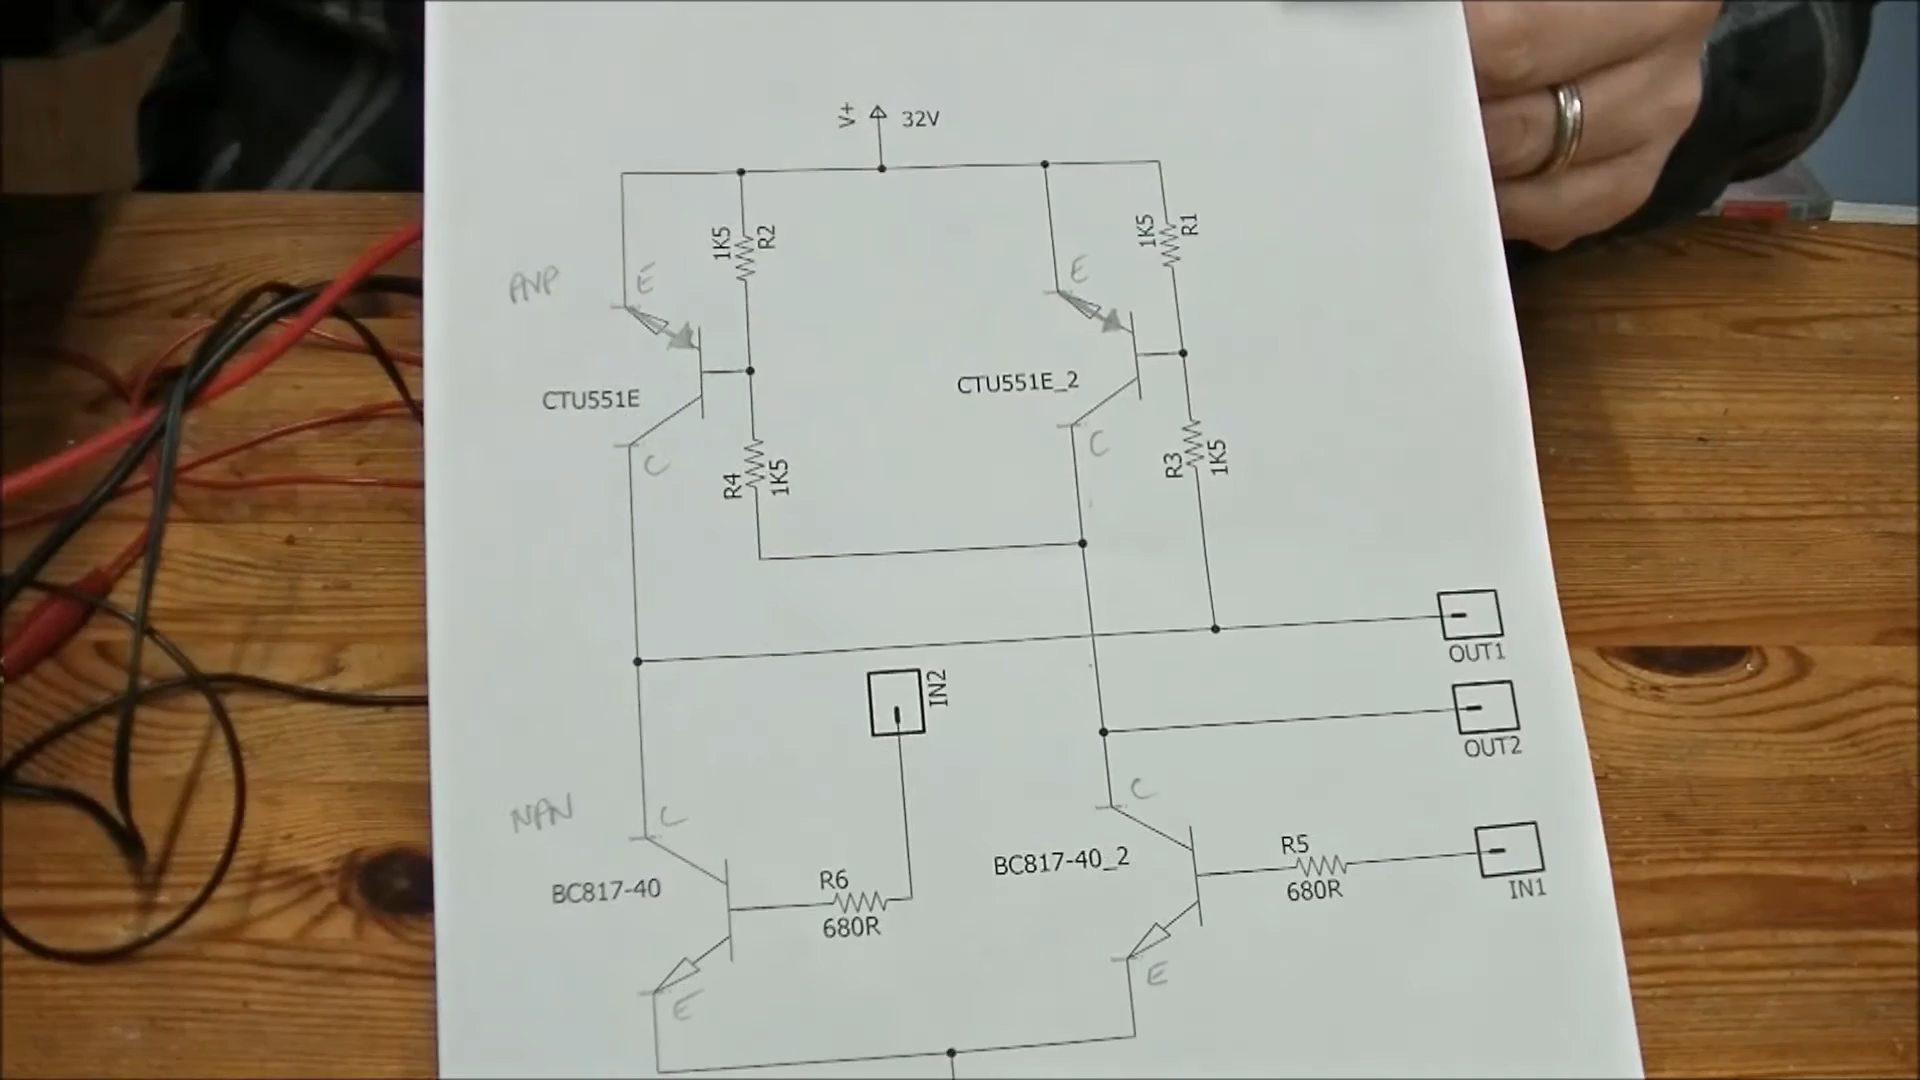 V+ 32V
1K5 R2
1K5 R1
PNP
E
E
CTU551E
CTU551E_2
C
C
R4 1K5
R3 1K5
OUT1
IN2
OUT2
NPN
C
C
BC817-40
R6
680R
BC817-40_2
R5
680R
IN1
E
E